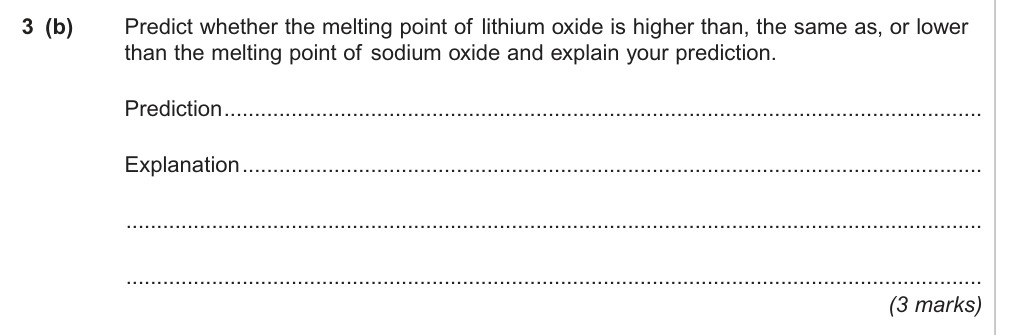 3 (b) Predict whether the melting point of lithium oxide is higher than, the same as, or lower
than the melting point of sodium oxide and explain your prediction.
Prediction....................................................................................................................................
Explanation................................................................................................................................
....................................................................................................................................................
....................................................................................................................................................
(3 marks)